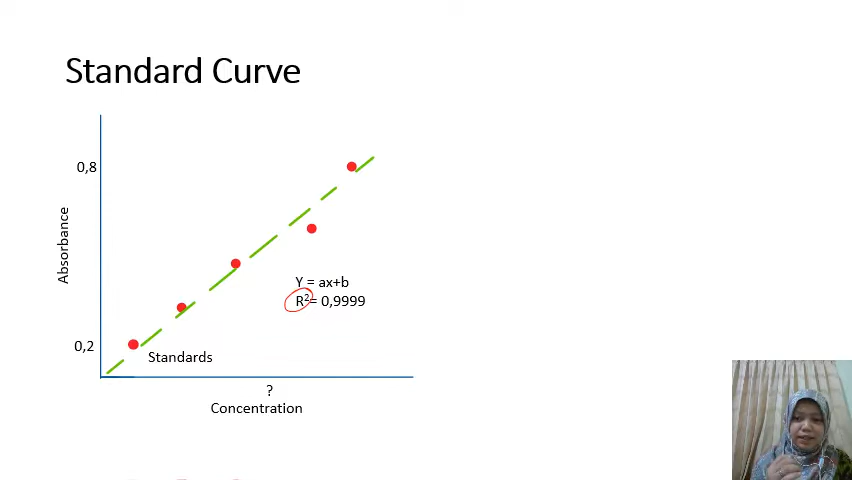 Standard Curve
0,8
Absorbance
Y = ax+b
R²= 0,9999
0,2
Standards
?
Concentration